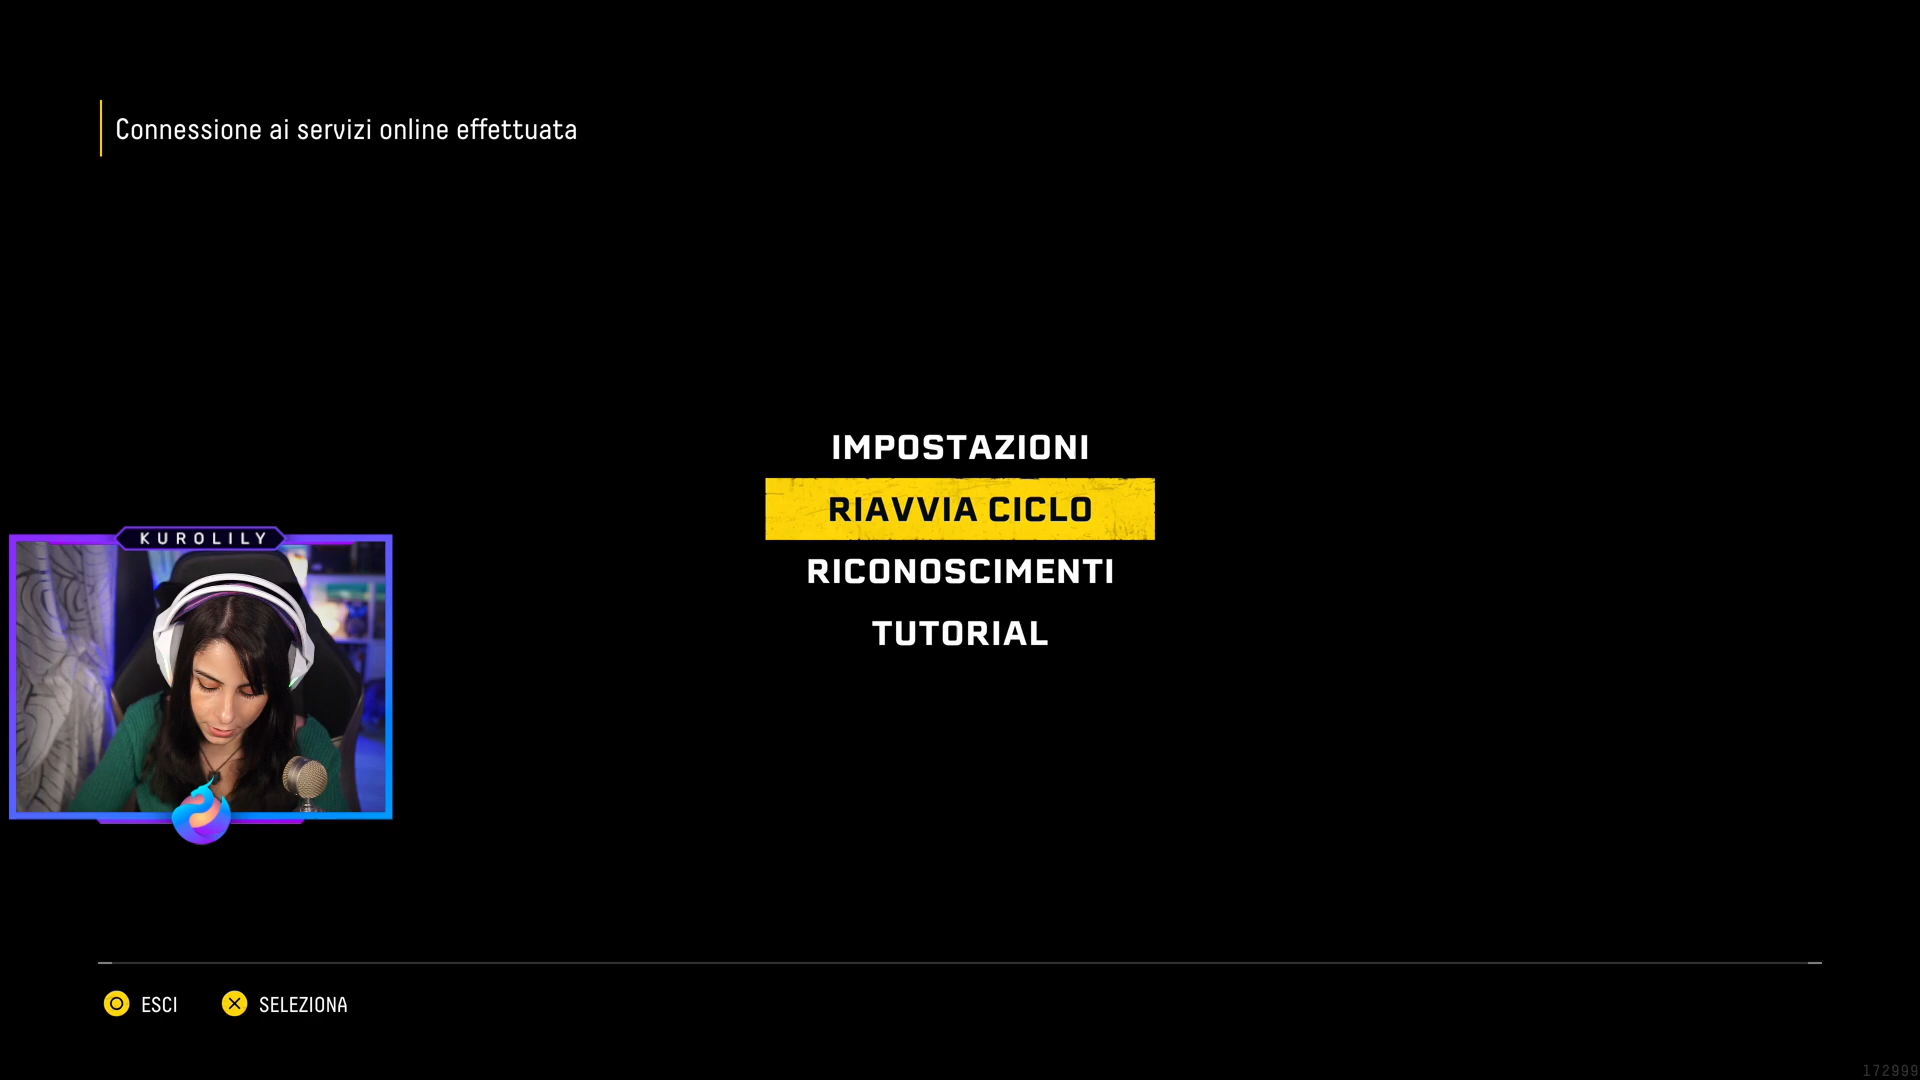 Connessione ai servizi online effettuata
IMPOSTAZIONI
RIAVVIA CICLO
RICONOSCIMENTI
TUTORIAL
KUROLILY
ESCI
SELEZIONA
172999